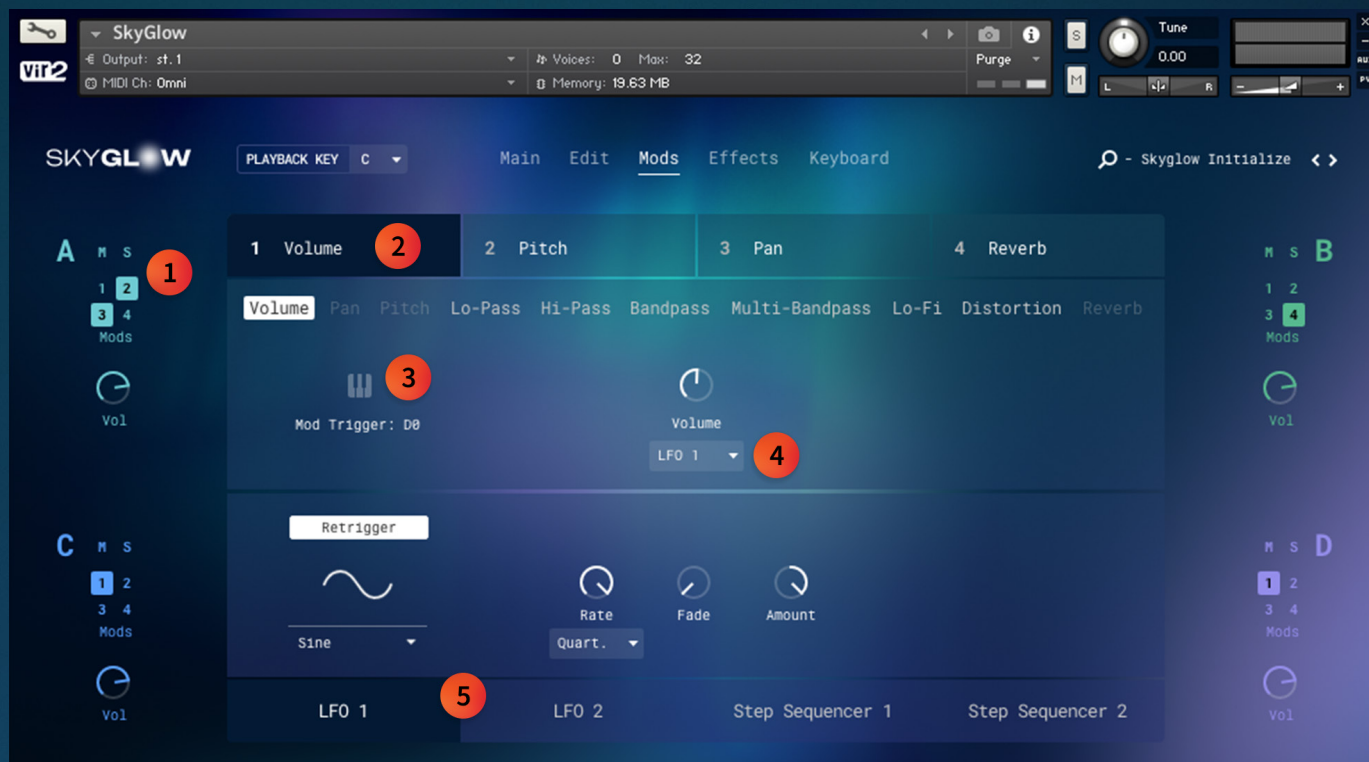 SkyGlow
Output: st.1
Voices: 0 Max: 32
Purge
MIDI Ch: Omni
Memory: 19.63 MB
S
M
Tune
0.00
L R
- +
VIR2
SKYGLOW
PLAYBACK KEY C
Main Edit Mods Effects Keyboard
- Skyglow Initialize
A M S
1 2
3 4
Mods
Vol
1
1 Volume 2
2 Pitch
3 Pan
4 Reverb
B M S
1 2
3 4
Mods
Vol
Volume Pan Pitch Lo-Pass Hi-Pass Bandpass Multi-Bandpass Lo-Fi Distortion Reverb
3
Mod Trigger: D0
Volume
LFO 1
4
C M S
1 2
3 4
Mods
Vol
Retrigger
Sine
Rate
Quart.
Fade
Amount
D M S
1 2
3 4
Mods
Vol
LFO 1 5
LFO 2
Step Sequencer 1
Step Sequencer 2